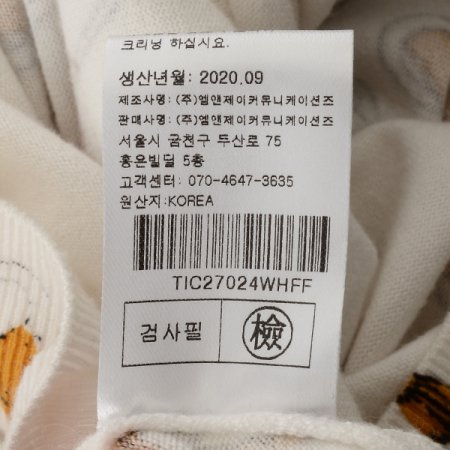 크리닝 하십시요.
생산년월: 2020.09
제조사명: (주)엘앤제이커뮤니케이션즈
판매사명: (주)엘앤제이커뮤니케이션즈
서울시 금천구 두산로 75
홍은빌딩 5층
고객센터: 070-4647-3635
원산지:KOREA
TIC27024WHFF
검사필 檢